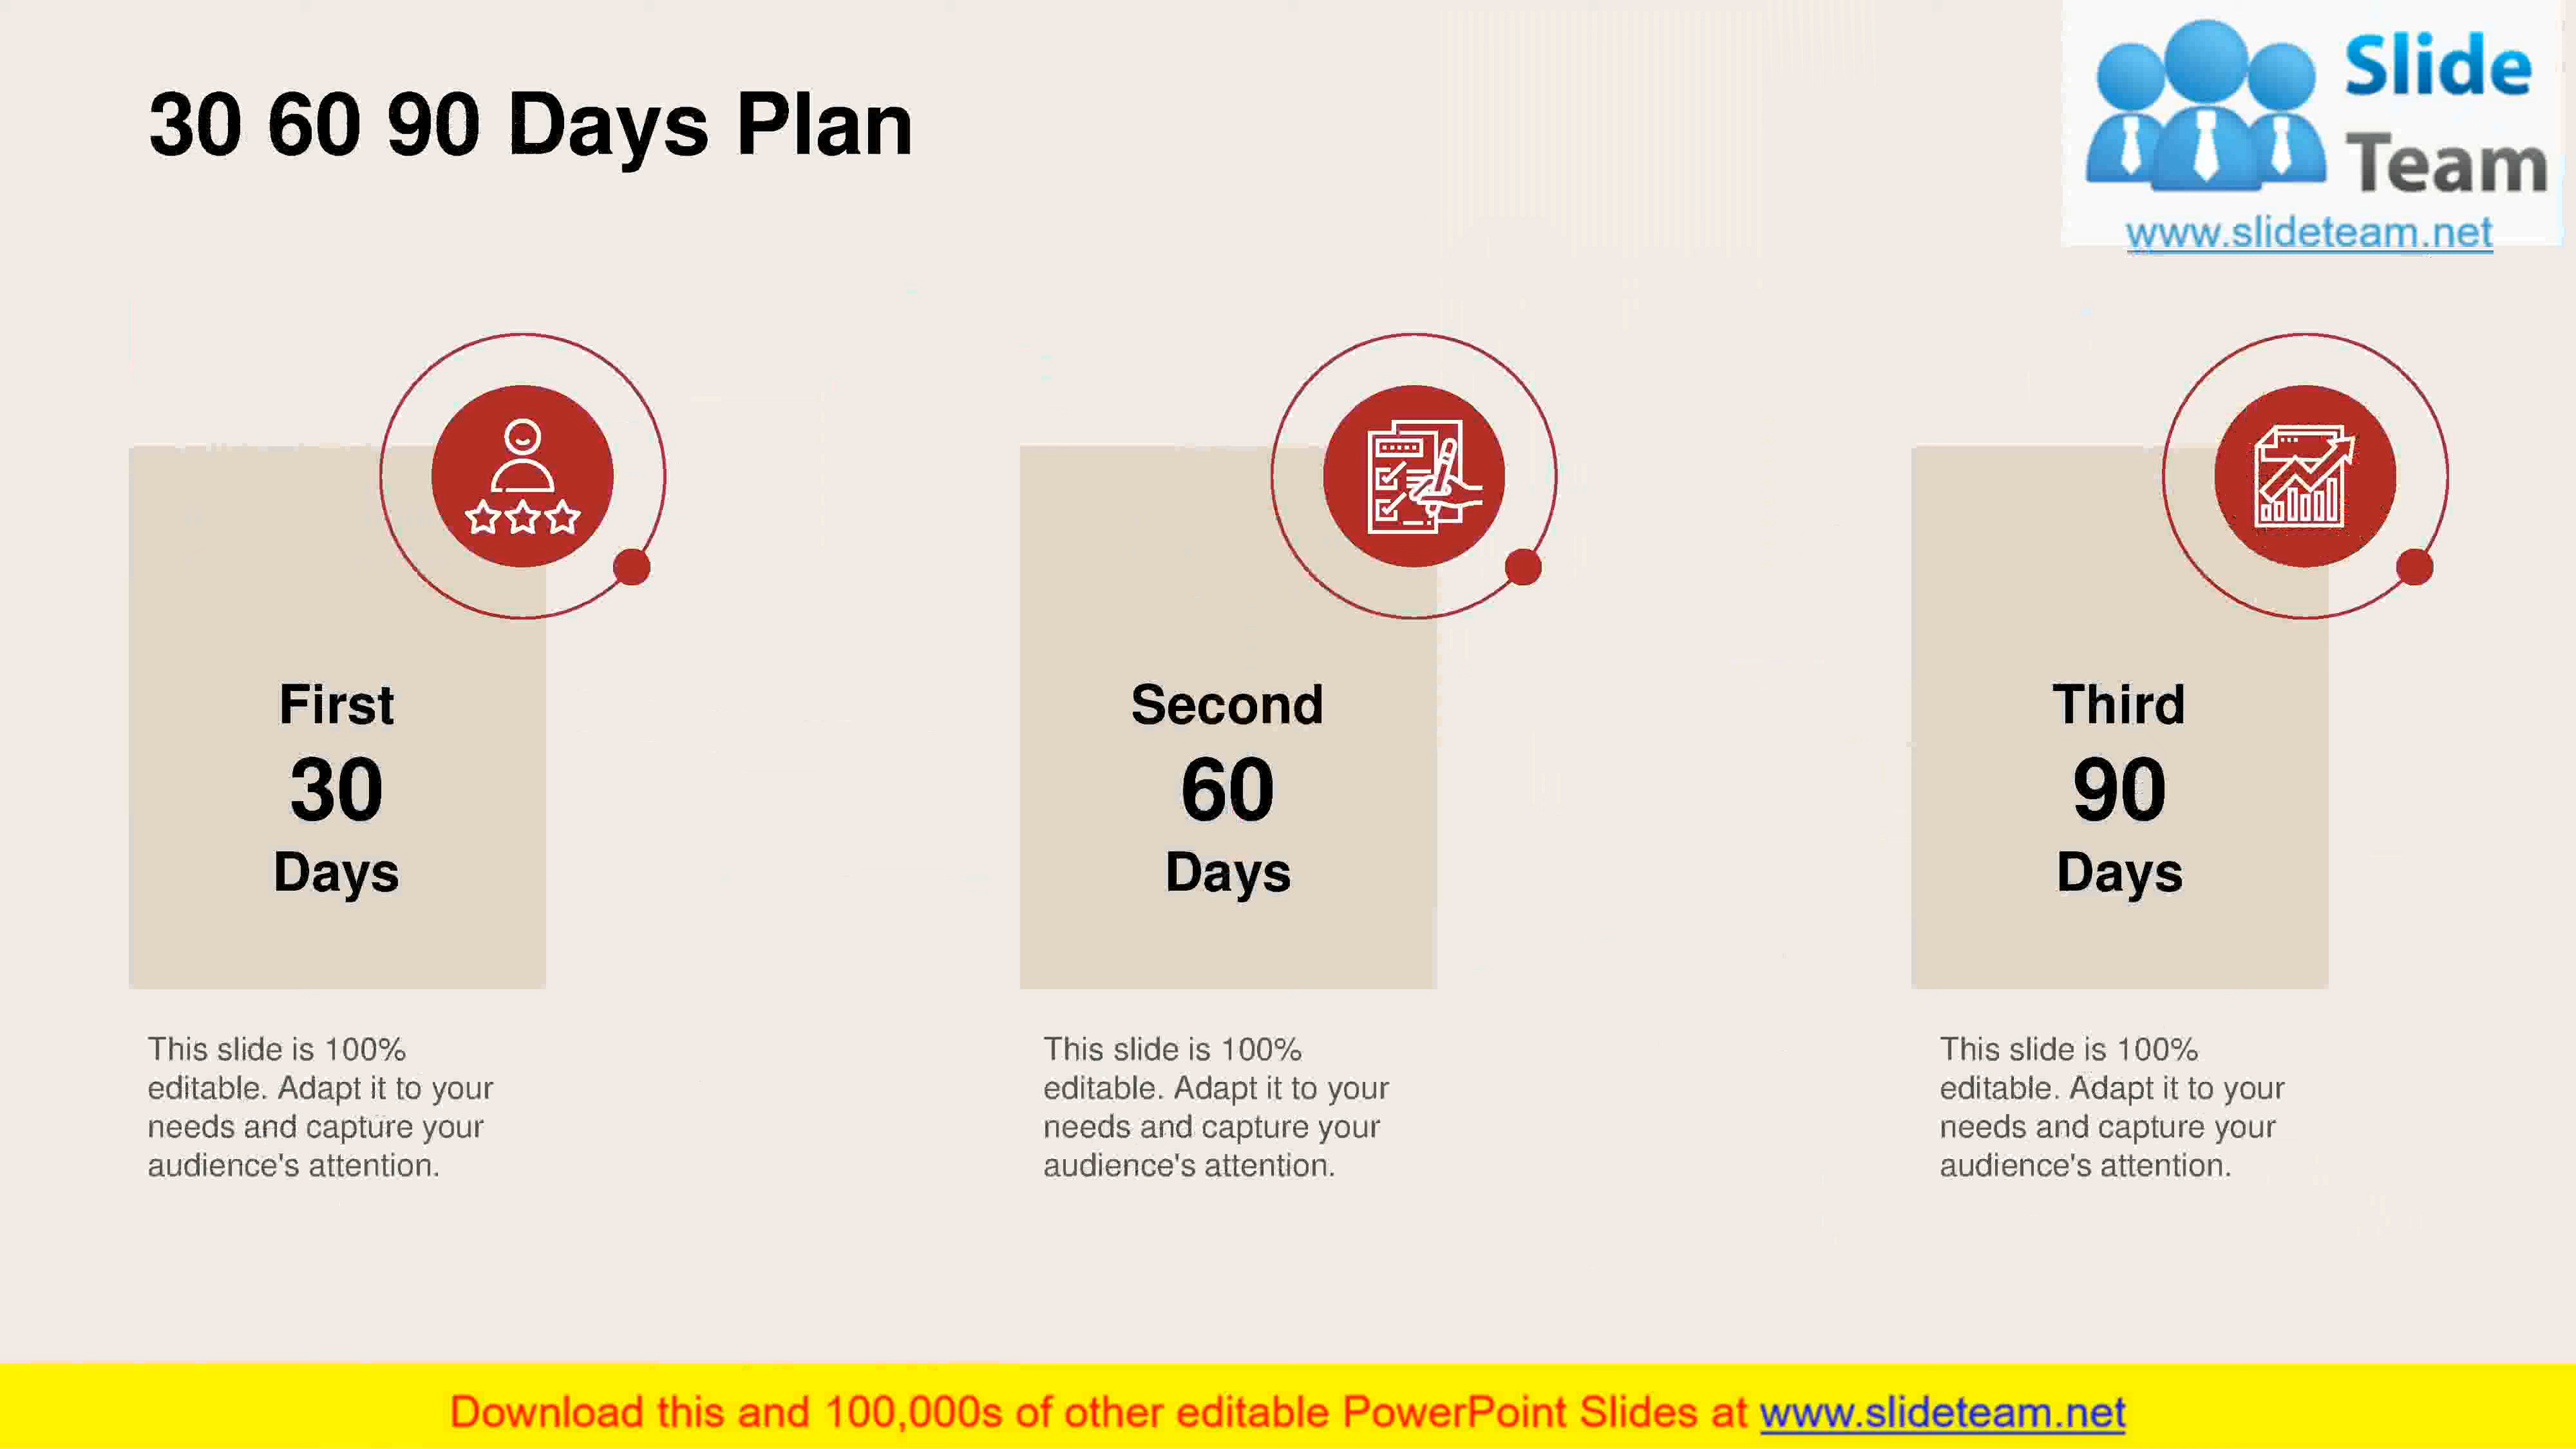 30 60 90 Days Plan
Slide
Team
www.slideteam.net
First
30
Days
This slide is 100%
editable. Adapt it to your
needs and capture your
audience's attention.
Second
60
Days
This slide is 100%
editable. Adapt it to your
needs and capture your
audience's attention.
Third
90
Days
This slide is 100%
editable. Adapt it to your
needs and capture your
audience's attention.
Download this and 100,000s of other editable PowerPoint Slides at www.slideteam.net